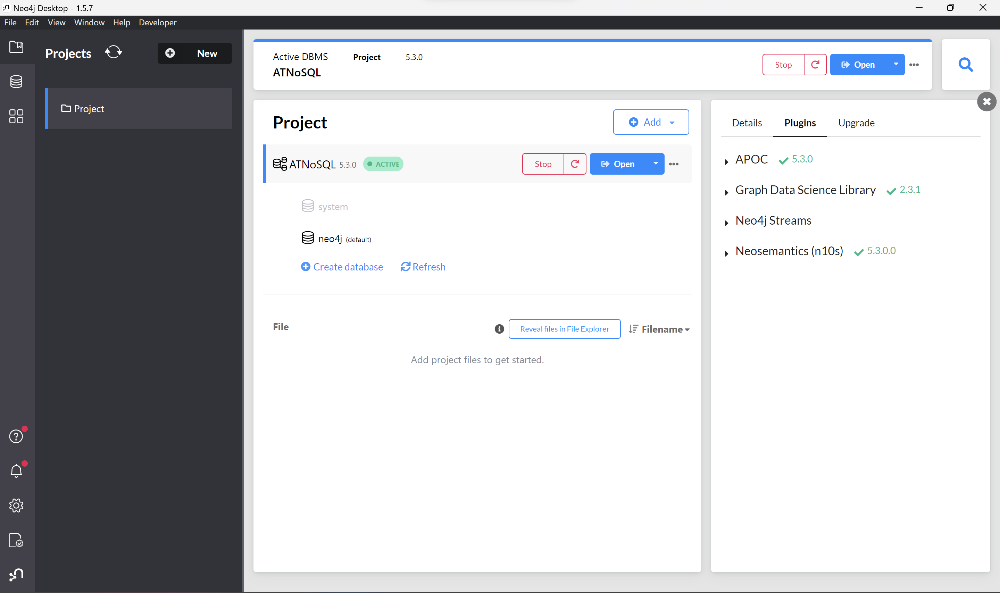 Neo4j Desktop - 1.5.7
File Edit View Window Help Developer
Projects
New
Project
Active DBMS Project 5.3.0
ATNoSQL
Stop Open
Project
Add
ATNoSQL 5.3.0 ACTIVE Stop Open
system
neo4j (default)
Create database Refresh
File Reveal files in File Explorer Filename
Add project files to get started.
Details Plugins Upgrade
APOC 5.3.0
Graph Data Science Library 2.3.1
Neo4j Streams
Neosemantics (n10s) 5.3.0.0